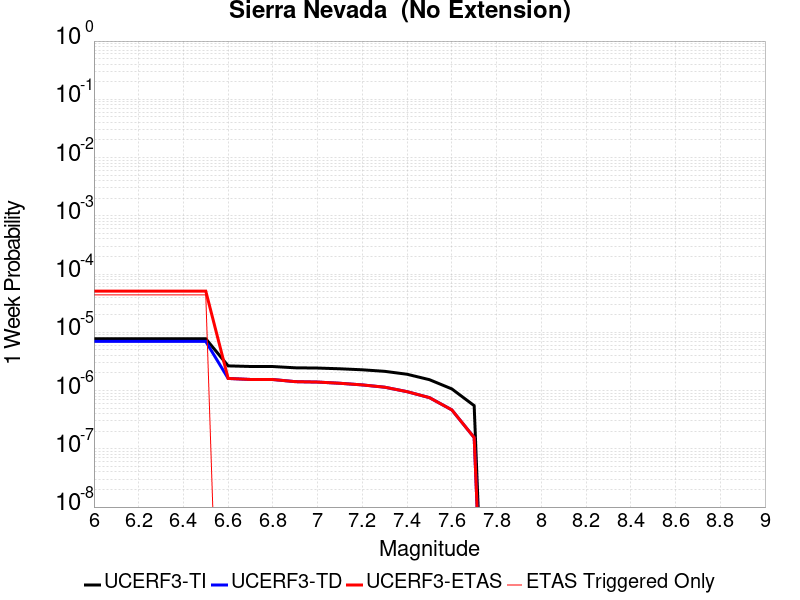 Sierra Nevada  (No Extension)
10^0
10^-1
10^-2
10^-3
10^-4
10^-5
10^-6
10^-7
10^-8
1 Week Probability
6 6.2 6.4 6.6 6.8 7 7.2 7.4 7.6 7.8 8 8.2 8.4 8.6 8.8 9
Magnitude
UCERF3-TI UCERF3-TD UCERF3-ETAS ETAS Triggered Only